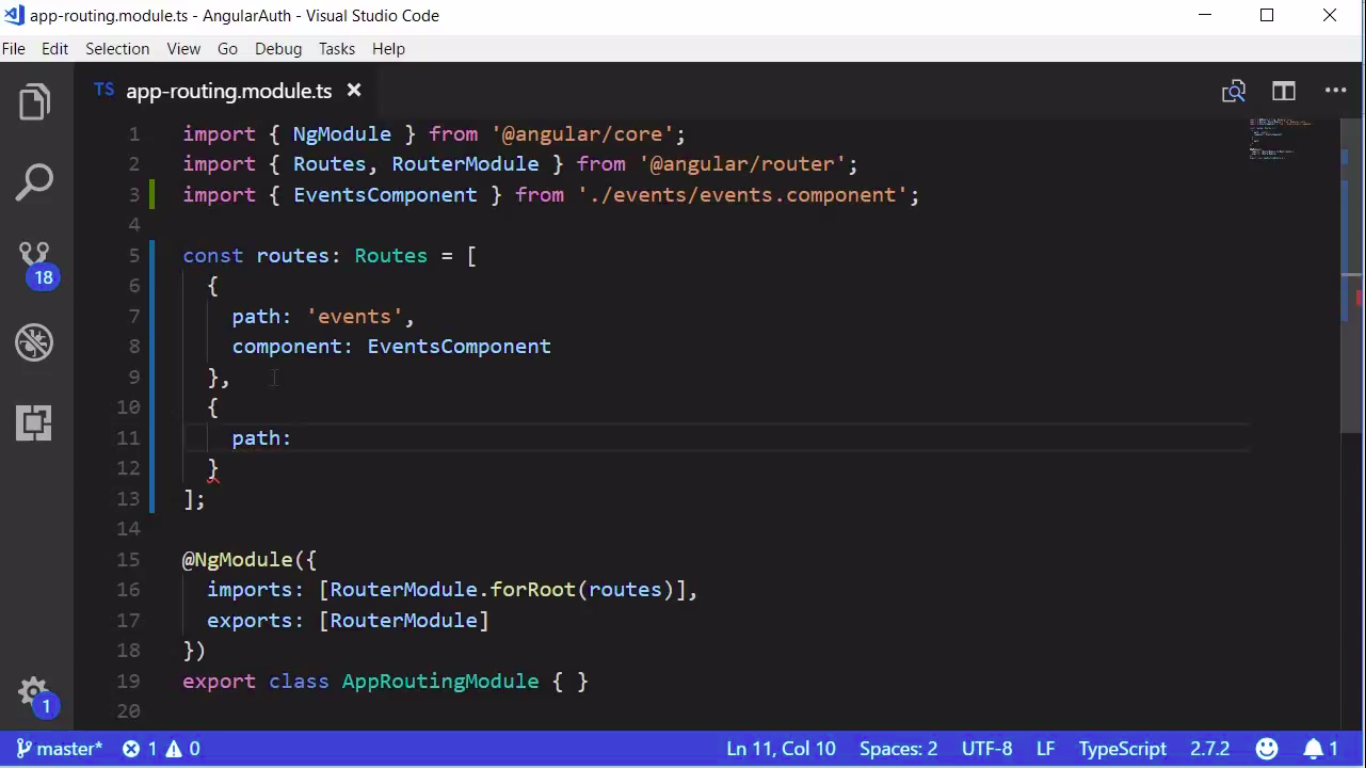 app-routing.module.ts - AngularAuth - Visual Studio Code
File Edit Selection View Go Debug Tasks Help
TS app-routing.module.ts
1 import { NgModule } from '@angular/core';
2 import { Routes, RouterModule } from '@angular/router';
3 import { EventsComponent } from './events/events.component';
4
5 const routes: Routes = [
6 {
7 path: 'events',
8 component: EventsComponent
9 },
10 {
11 path:
12 }
13 ];
14
15 @NgModule({
16 imports: [RouterModule.forRoot(routes)],
17 exports: [RouterModule]
18 })
19 export class AppRoutingModule { }
20
18
1
master* 1 0 Ln 11, Col 10 Spaces: 2 UTF-8 LF TypeScript 2.7.2 1